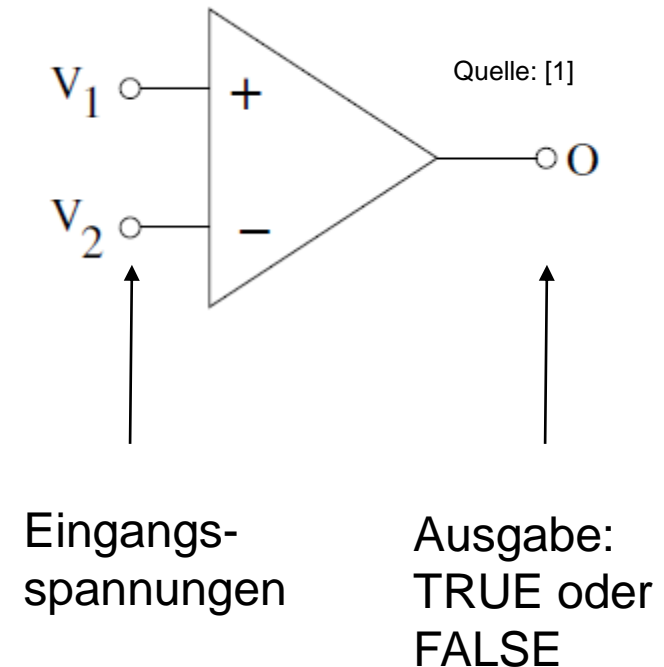 Quelle: [1]
V1
+
O
V2
−
Eingangs-
spannungen
Ausgabe:
TRUE oder
FALSE